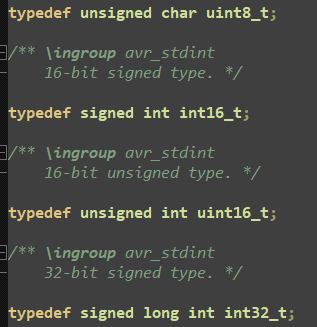 typedef unsigned char uint8_t;
/** \ingroup avr_stdint
16-bit signed type. */
typedef signed int int16_t;
/** \ingroup avr_stdint
16-bit unsigned type. */
typedef unsigned int uint16_t;
/** \ingroup avr_stdint
32-bit signed type. */
typedef signed long int int32_t;